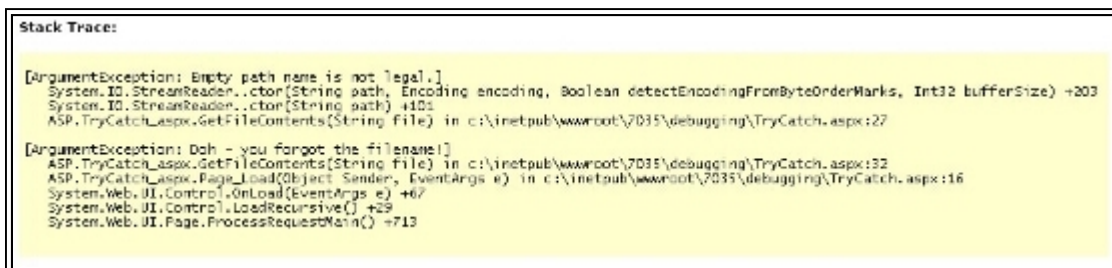 Stack Trace:
[ArgumentException: Empty path name is not legal.]
System.IO.StreamReader..ctor(String path, Encoding encoding, Boolean detectEncodingFromByteOrderMarks, Int32 bufferSize) +203
System.IO.StreamReader..ctor(String path) +101
ASP.TryCatch_aspx.GetFileContents(String file) in c:\inetpub\wwwroot\7035\debugging\TryCatch.aspx:27
[ArgumentException: Doh - you forgot the filename!]
ASP.TryCatch_aspx.GetFileContents(String file) in c:\inetpub\wwwroot\7035\debugging\TryCatch.aspx:32
ASP.TryCatch_aspx.Page_Load(Object Sender, EventArgs e) in c:\inetpub\wwwroot\7035\debugging\TryCatch.aspx:16
System.Web.UI.Control.OnLoad(EventArgs e) +67
System.Web.UI.Control.LoadRecursive() +29
System.Web.UI.Page.ProcessRequestMain() +713